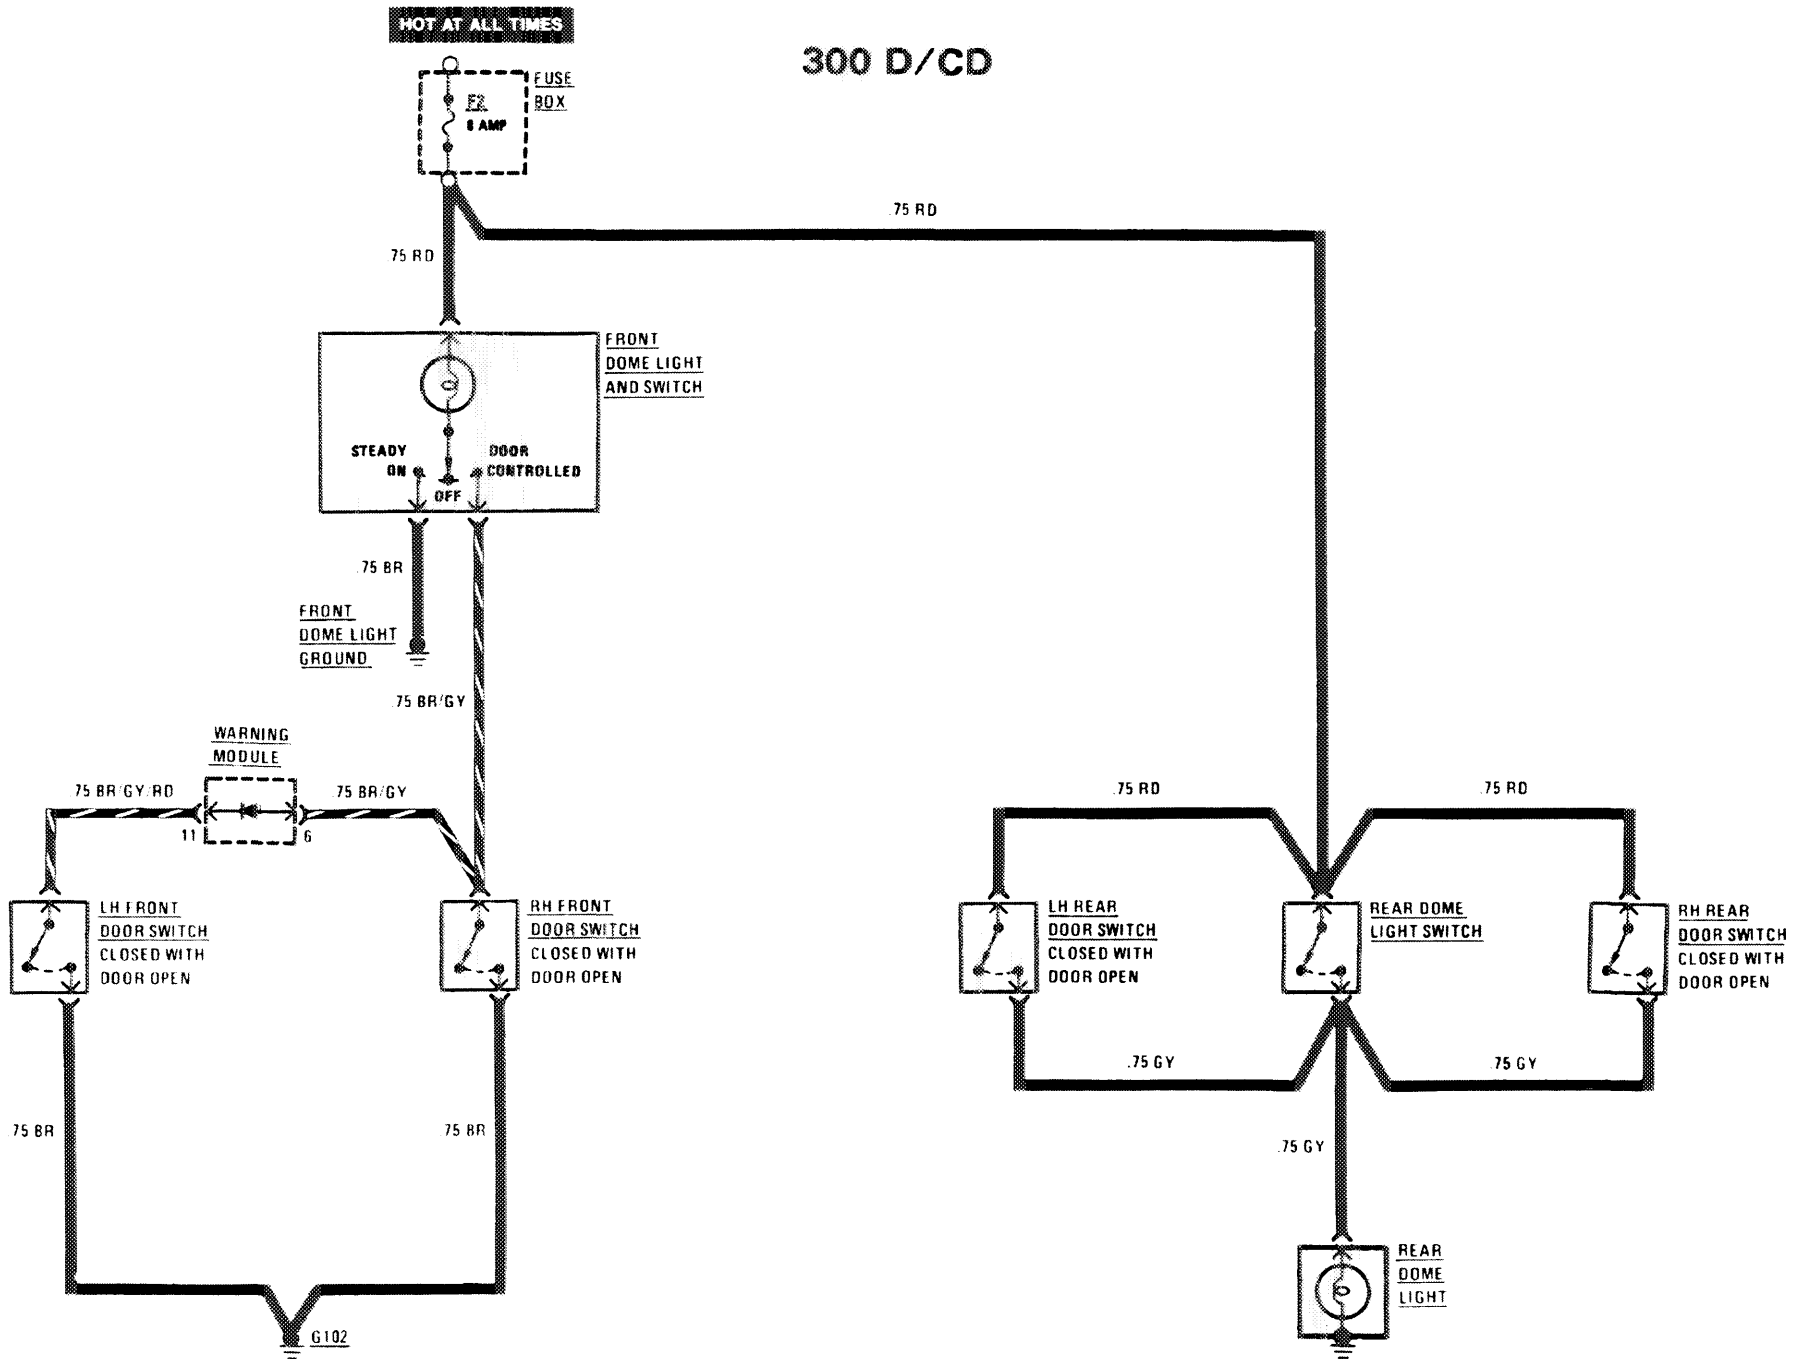 HOT AT ALL TIMES
300 D/CD
FUSE
BOX
F2
8 AMP
.75 RD
.75 RD
FRONT
DOME LIGHT
AND SWITCH
STEADY
ON
OFF
DOOR
CONTROLLED
.75 BR
FRONT
DOME LIGHT
GROUND
.75 BR/GY
WARNING
MODULE
.75 BR/GY/RD
.75 BR/GY
11
6
.75 RD
.75 RD
LH FRONT
DOOR SWITCH
CLOSED WITH
DOOR OPEN
RH FRONT
DOOR SWITCH
CLOSED WITH
DOOR OPEN
LH REAR
DOOR SWITCH
CLOSED WITH
DOOR OPEN
REAR DOME
LIGHT SWITCH
RH REAR
DOOR SWITCH
CLOSED WITH
DOOR OPEN
.75 GY
.75 GY
.75 BR
.75 BR
.75 GY
REAR
DOME
LIGHT
G102